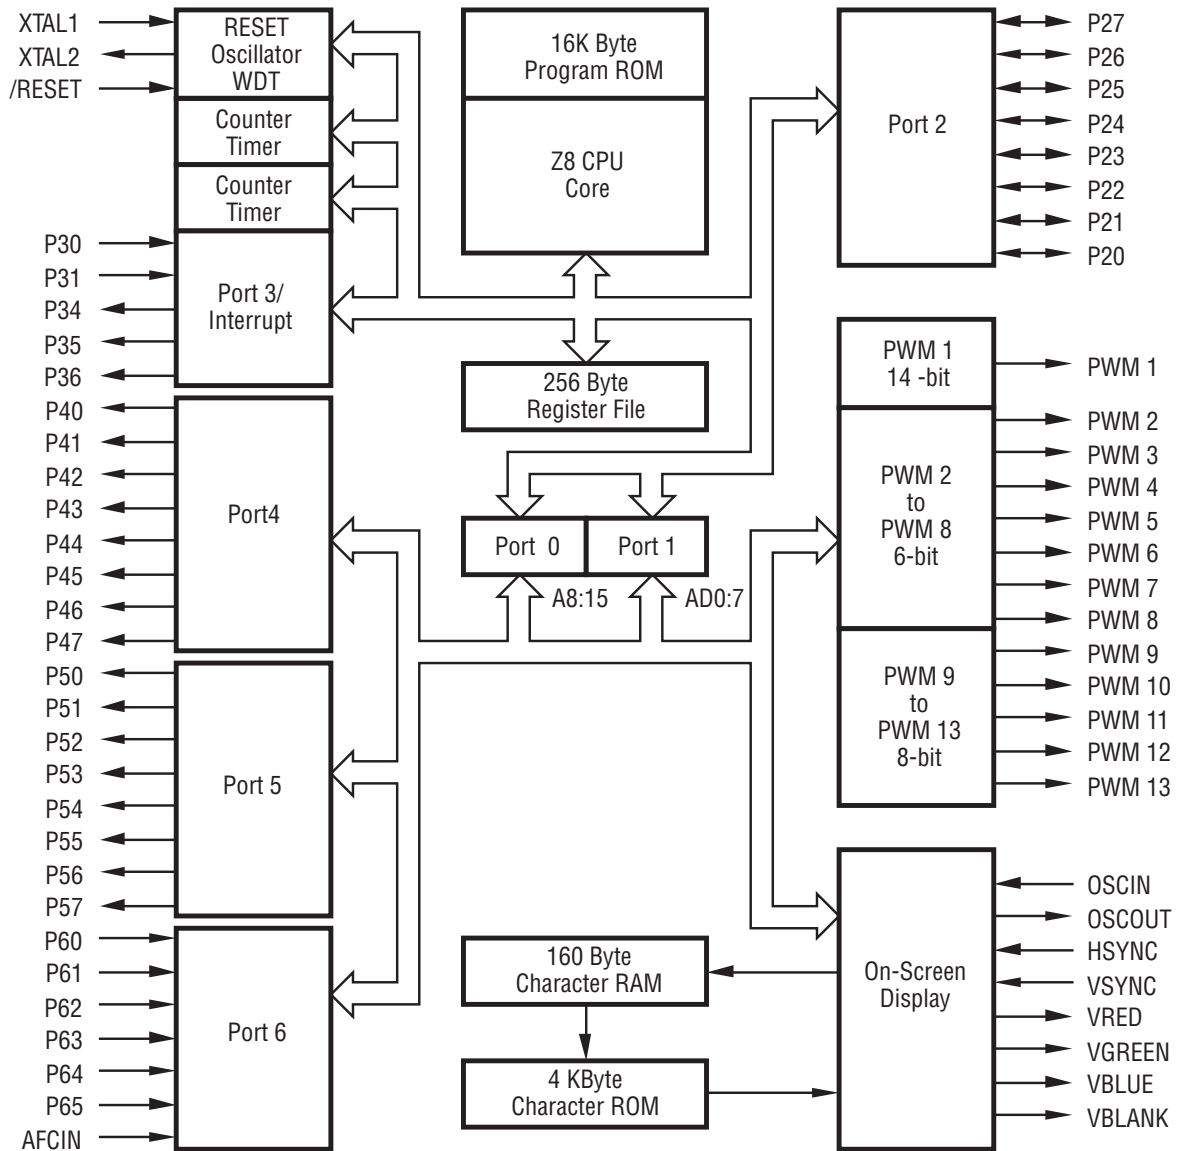 XTAL1
XTAL2
/RESET
RESET
Oscillator
WDT
Counter
Timer
Counter
Timer
P30
P31
P34
P35
P36
Port 3/
Interrupt
P40
P41
P42
P43
P44
P45
P46
P47
Port4
P50
P51
P52
P53
P54
P55
P56
P57
Port 5
P60
P61
P62
P63
P64
P65
AFCIN
Port 6
16K Byte
Program ROM
Z8 CPU
Core
256 Byte
Register File
Port 0
Port 1
A8:15
AD0:7
160 Byte
Character RAM
4 KByte
Character ROM
Port 2
P27
P26
P25
P24
P23
P22
P21
P20
PWM 1
14 -bit
PWM 1
PWM 2
to
PWM 8
6-bit
PWM 2
PWM 3
PWM 4
PWM 5
PWM 6
PWM 7
PWM 8
PWM 9
to
PWM 13
8-bit
PWM 9
PWM 10
PWM 11
PWM 12
PWM 13
On-Screen
Display
OSCIN
OSCOUT
HSYNC
VSYNC
VRED
VGREEN
VBLUE
VBLANK